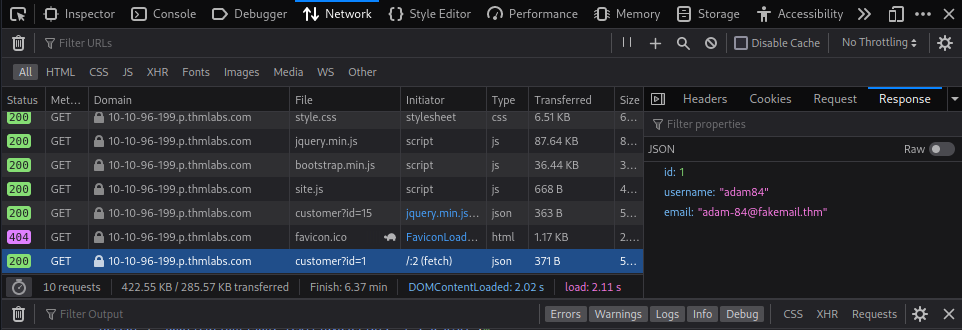 Inspector Console Debugger Network Style Editor Performance Memory Storage Accessibility
Filter URLs Disable Cache No Throttling
All HTML CSS JS XHR Fonts Images Media WS Other
Status Met... Domain File Initiator Type Transferred Size Headers Cookies Request Response
200 GET 10-10-96-199.p.thmlabs.com style.css stylesheet css 6.51 KB 6...
Filter properties
200 GET 10-10-96-199.p.thmlabs.com jquery.min.js script js 87.64 KB 8...
JSON Raw
200 GET 10-10-96-199.p.thmlabs.com bootstrap.min.js script js 36.44 KB 3...
id: 1
200 GET 10-10-96-199.p.thmlabs.com site.js script js 668 B 4...
username: "adam84"
200 GET 10-10-96-199.p.thmlabs.com customer?id=15 jquery.min.js... json 363 B 5...
email: "adam-84@fakemail.thm"
404 GET 10-10-96-199.p.thmlabs.com favicon.ico FaviconLoad... html 1.17 KB 2...
200 GET 10-10-96-199.p.thmlabs.com customer?id=1 /:2 (fetch) json 371 B 5...
10 requests 422.55 KB / 285.57 KB transferred Finish: 6.37 min DOMContentLoaded: 2.02 s load: 2.11 s
Filter Output Errors Warnings Logs Info Debug CSS XHR Requests